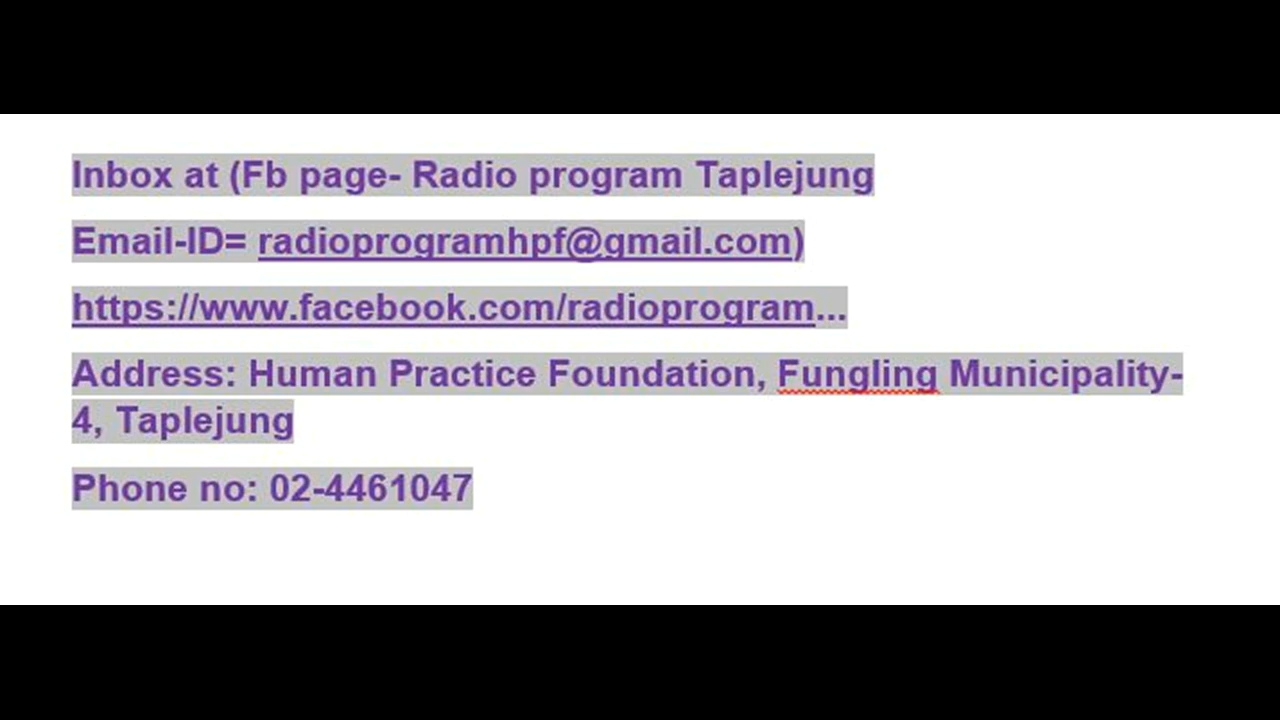 Inbox at (Fb page- Radio program Taplejung
Email-ID= radioprogramhpf@gmail.com)
https://www.facebook.com/radioprogram...
Address: Human Practice Foundation, Fungling Municipality-
4, Taplejung
Phone no: 02-4461047